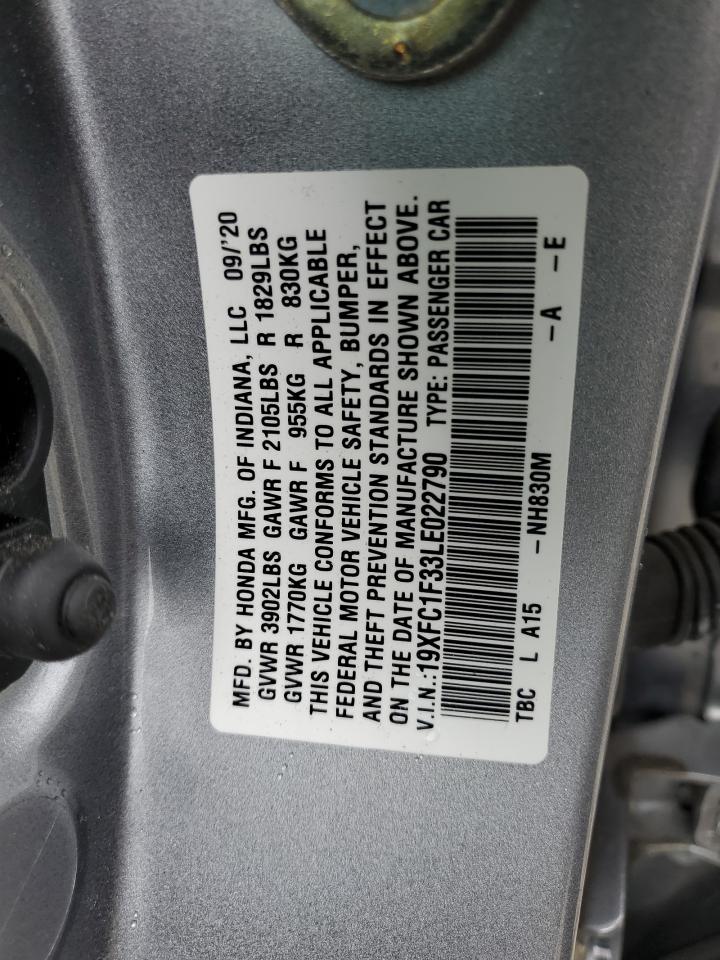 MFD. BY HONDA MFG. OF INDIANA, LLC 09/'20
GVWR 3902LBS GAWR F 2105LBS R 1829LBS
GVWR 1770KG GAWR F 955KG R 830KG
THIS VEHICLE CONFORMS TO ALL APPLICABLE
FEDERAL MOTOR VEHICLE SAFETY, BUMPER,
AND THEFT PREVENTION STANDARDS IN EFFECT
ON THE DATE OF MANUFACTURE SHOWN ABOVE.
V.I.N.:19XFC1F33LE022790 TYPE: PASSENGER CAR
TBC L A15 -NH830M -A -E